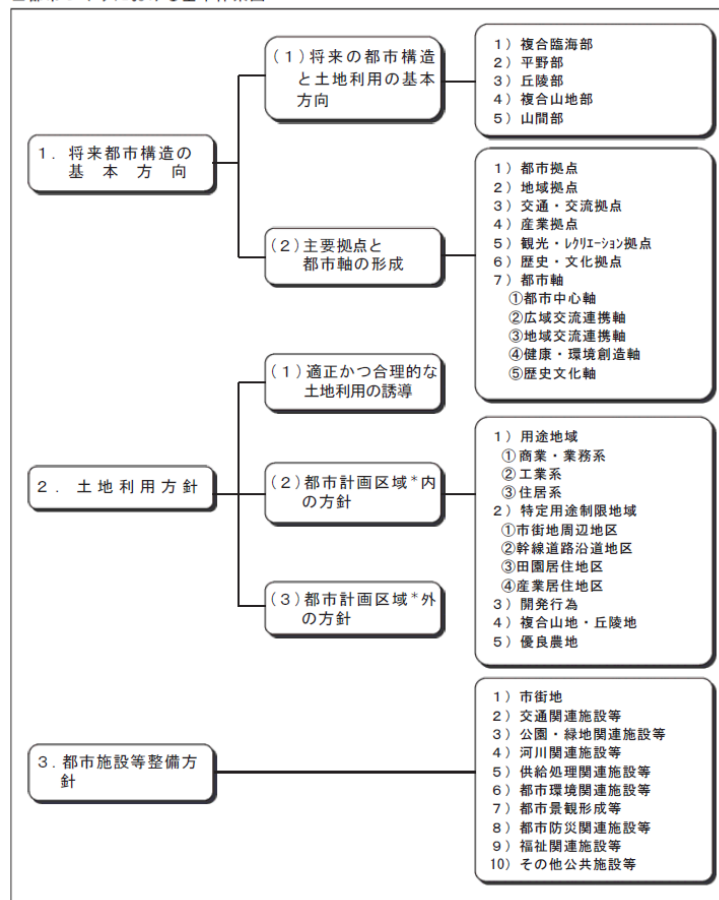 1．将来都市構造の
基本方向
(1)将来の都市構造
と土地利用の基本
方向
1）複合臨海部
2）平野部
3）丘陵部
4）複合山地部
5）山間部
(2)主要拠点と
都市軸の形成
1）都市拠点
2）地域拠点
3）交通・交流拠点
4）産業拠点
5）観光・ﾚｸﾘｴｰｼｮﾝ拠点
6）歴史・文化拠点
7）都市軸
①都市中心軸
②広域交流連携軸
③地域交流連携軸
④健康・環境創造軸
⑤歴史文化軸
2．土地利用方針
(1)適正かつ合理的な
土地利用の誘導
(2)都市計画区域*内
の方針
1）用途地域
①商業・業務系
②工業系
③住居系
2）特定用途制限地域
①市街地周辺地区
②幹線道路沿道地区
③田園居住地区
④産業居住地区
3）開発行為
4）複合山地・丘陵地
5）優良農地
(3)都市計画区域*外
の方針
3．都市施設等整備方
針
1）市街地
2）交通関連施設等
3）公園・緑地関連施設等
4）河川関連施設等
5）供給処理関連施設等
6）都市環境関連施設等
7）都市景観形成等
8）都市防災関連施設等
9）福祉関連施設等
10）その他公共施設等